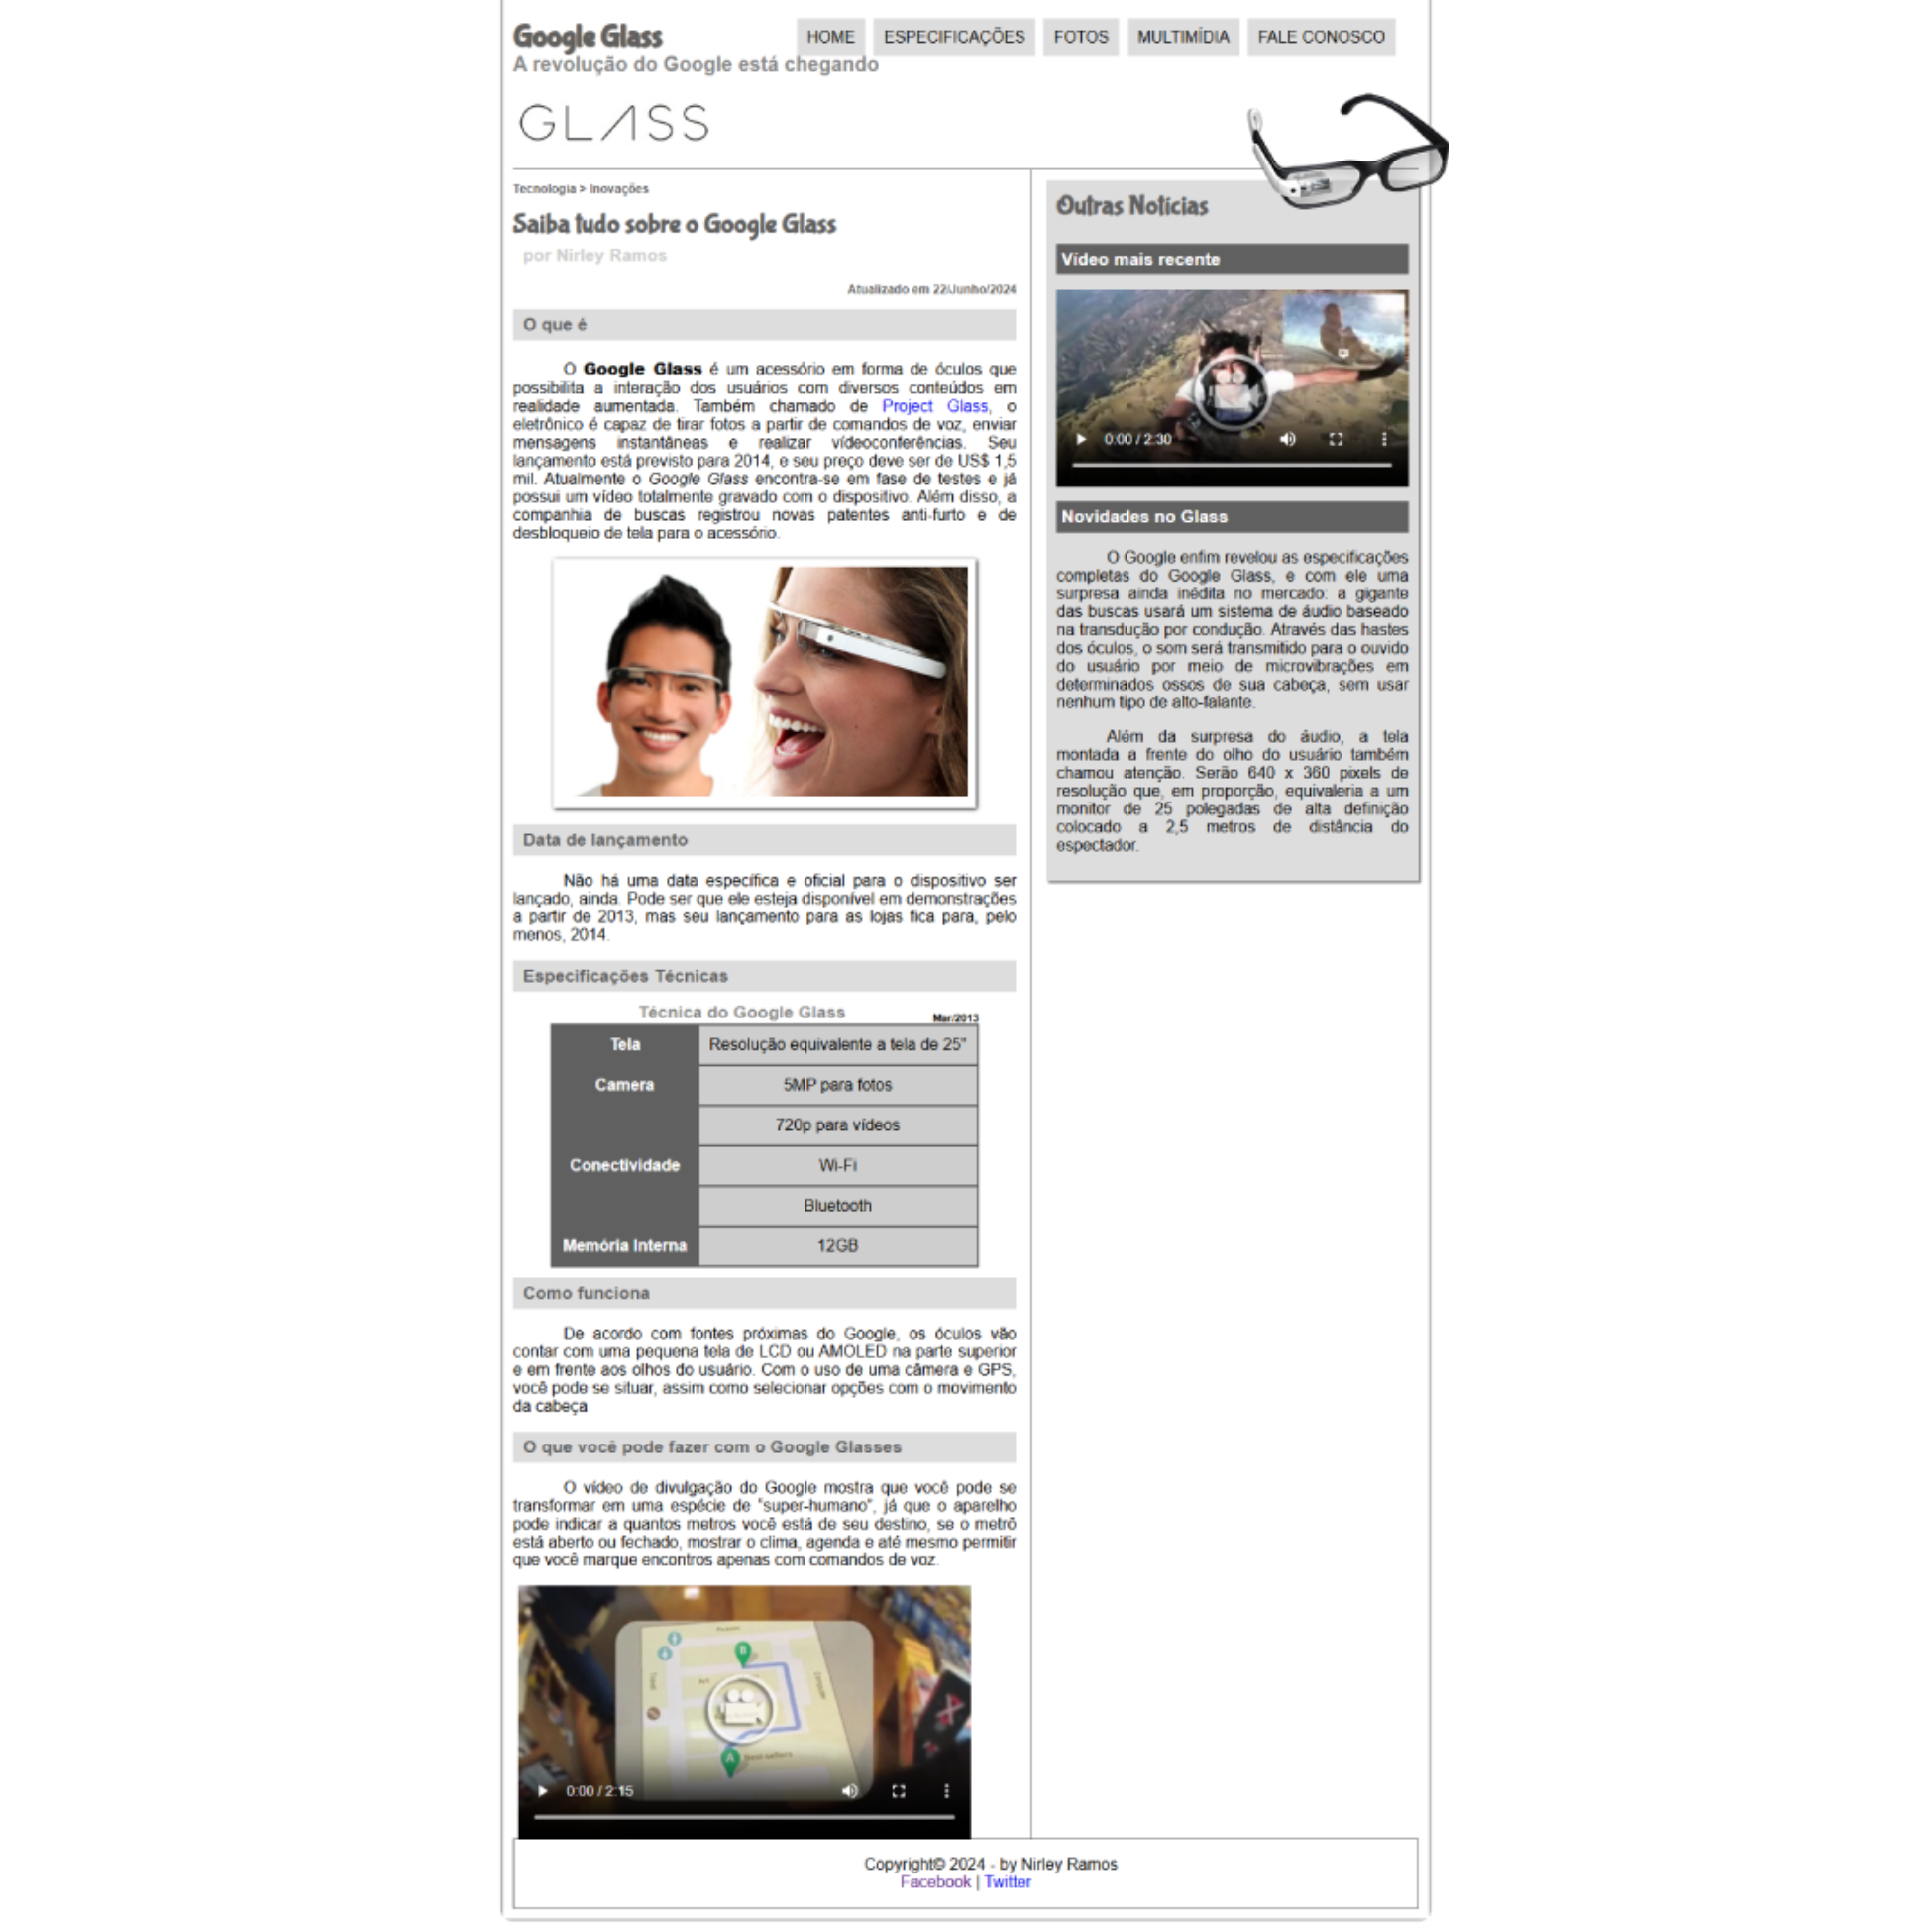 Google Glass
HOME ESPECIFICAÇÕES FOTOS MULTIMÍDIA FALE CONOSCO
A revolução do Google está chegando
GLASS
Tecnologia > Inovações
Saiba tudo sobre o Google Glass
por Nirley Ramos
Atualizado em 22/Junho/2024
O que é
O Google Glass é um acessório em forma de óculos que
possibilita a interação dos usuários com diversos conteúdos em
realidade aumentada. Também chamado de Project Glass, o
eletrônico é capaz de tirar fotos a partir de comandos de voz, enviar
mensagens instantâneas e realizar vídeoconferências. Seu
lançamento está previsto para 2014, e seu preço deve ser de US$ 1,5
mil. Atualmente o Google Glass encontra-se em fase de testes e já
possui um vídeo totalmente gravado com o dispositivo. Além disso, a
companhia de buscas registrou novas patentes anti-furto e de
desbloqueio de tela para o acessório.
Data de lançamento
Não há uma data específica e oficial para o dispositivo ser
lançado, ainda. Pode ser que ele esteja disponível em demonstrações
a partir de 2013, mas seu lançamento para as lojas fica para, pelo
menos, 2014.
Especificações Técnicas
Técnica do Google Glass
Mar/2013
Tela Resolução equivalente a tela de 25"
Camera 5MP para fotos
720p para vídeos
Conectividade Wi-Fi
Bluetooth
Memória Interna 12GB
Como funciona
De acordo com fontes próximas do Google, os óculos vão
contar com uma pequena tela de LCD ou AMOLED na parte superior
e em frente aos olhos do usuário. Com o uso de uma câmera e GPS,
você pode se situar, assim como selecionar opções com o movimento
da cabeça
O que você pode fazer com o Google Glasses
O vídeo de divulgação do Google mostra que você pode se
transformar em uma espécie de "super-humano", já que o aparelho
pode indicar a quantos metros você está de seu destino, se o metrô
está aberto ou fechado, mostrar o clima, agenda e até mesmo permitir
que você marque encontros apenas com comandos de voz.
B
Art
A Best-sellers
0:00 / 2:15
Outras Notícias
Vídeo mais recente
0:00 / 2:30
Novidades no Glass
O Google enfim revelou as especificações
completas do Google Glass, e com ele uma
surpresa ainda inédita no mercado: a gigante
das buscas usará um sistema de áudio baseado
na transdução por condução. Através das hastes
dos óculos, o som será transmitido para o ouvido
do usuário por meio de microvibrações em
determinados ossos de sua cabeça, sem usar
nenhum tipo de alto-falante.
Além da surpresa do áudio, a tela
montada a frente do olho do usuário também
chamou atenção. Serão 640 x 360 pixels de
resolução que, em proporção, equivaleria a um
monitor de 25 polegadas de alta definição
colocado a 2,5 metros de distância do
espectador.
Copyright© 2024 - by Nirley Ramos
Facebook | Twitter